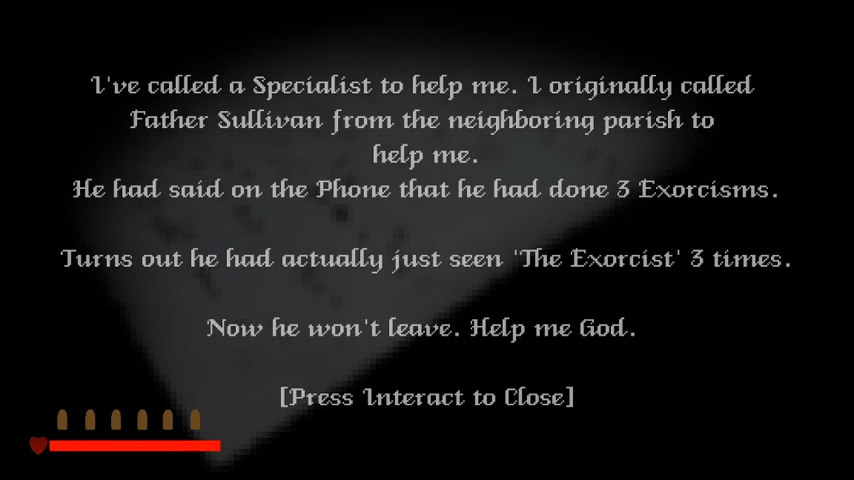 I've called a Specialist to help me. I originally called
Father Sullivan from the neighboring parish to
help me.
He had said on the Phone that he had done 3 Exorcisms.
Turns out he had actually just seen 'The Exorcist' 3 times.
Now he won't leave. Help me God.
[Press Interact to Close]